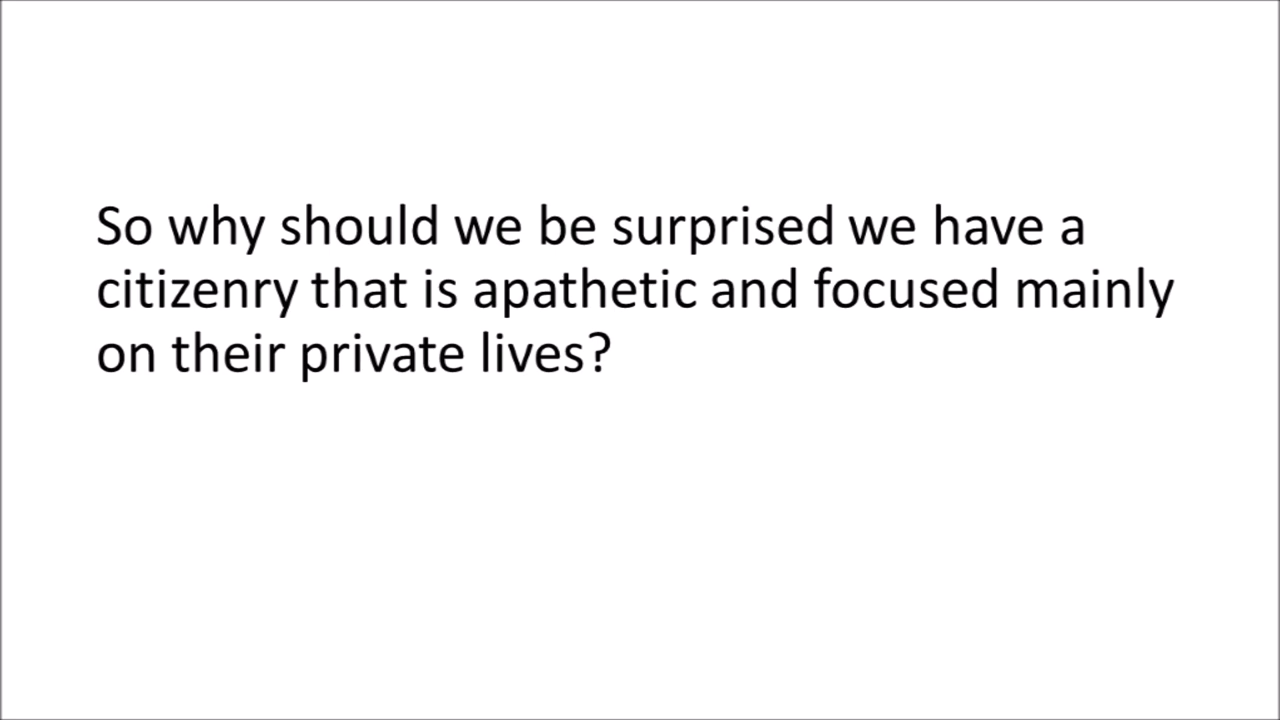 So why should we be surprised we have a
citizenry that is apathetic and focused mainly
on their private lives?